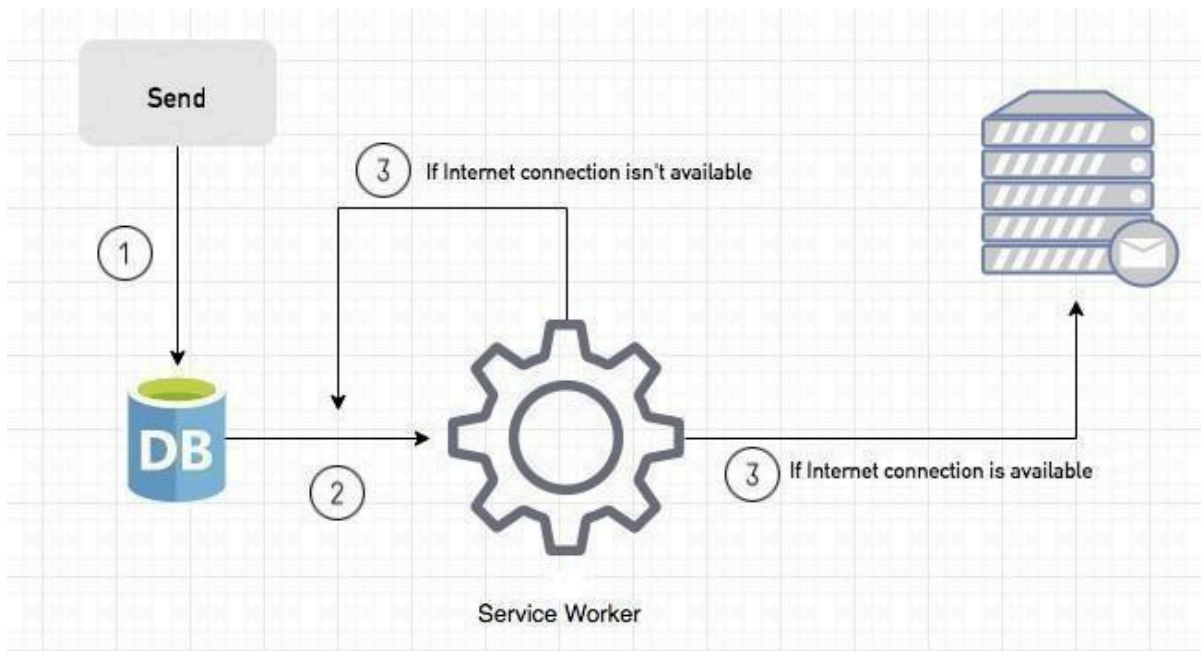 Send
3 If Internet connection isn't available
1
DB
2
3 If Internet connection is available
Service Worker